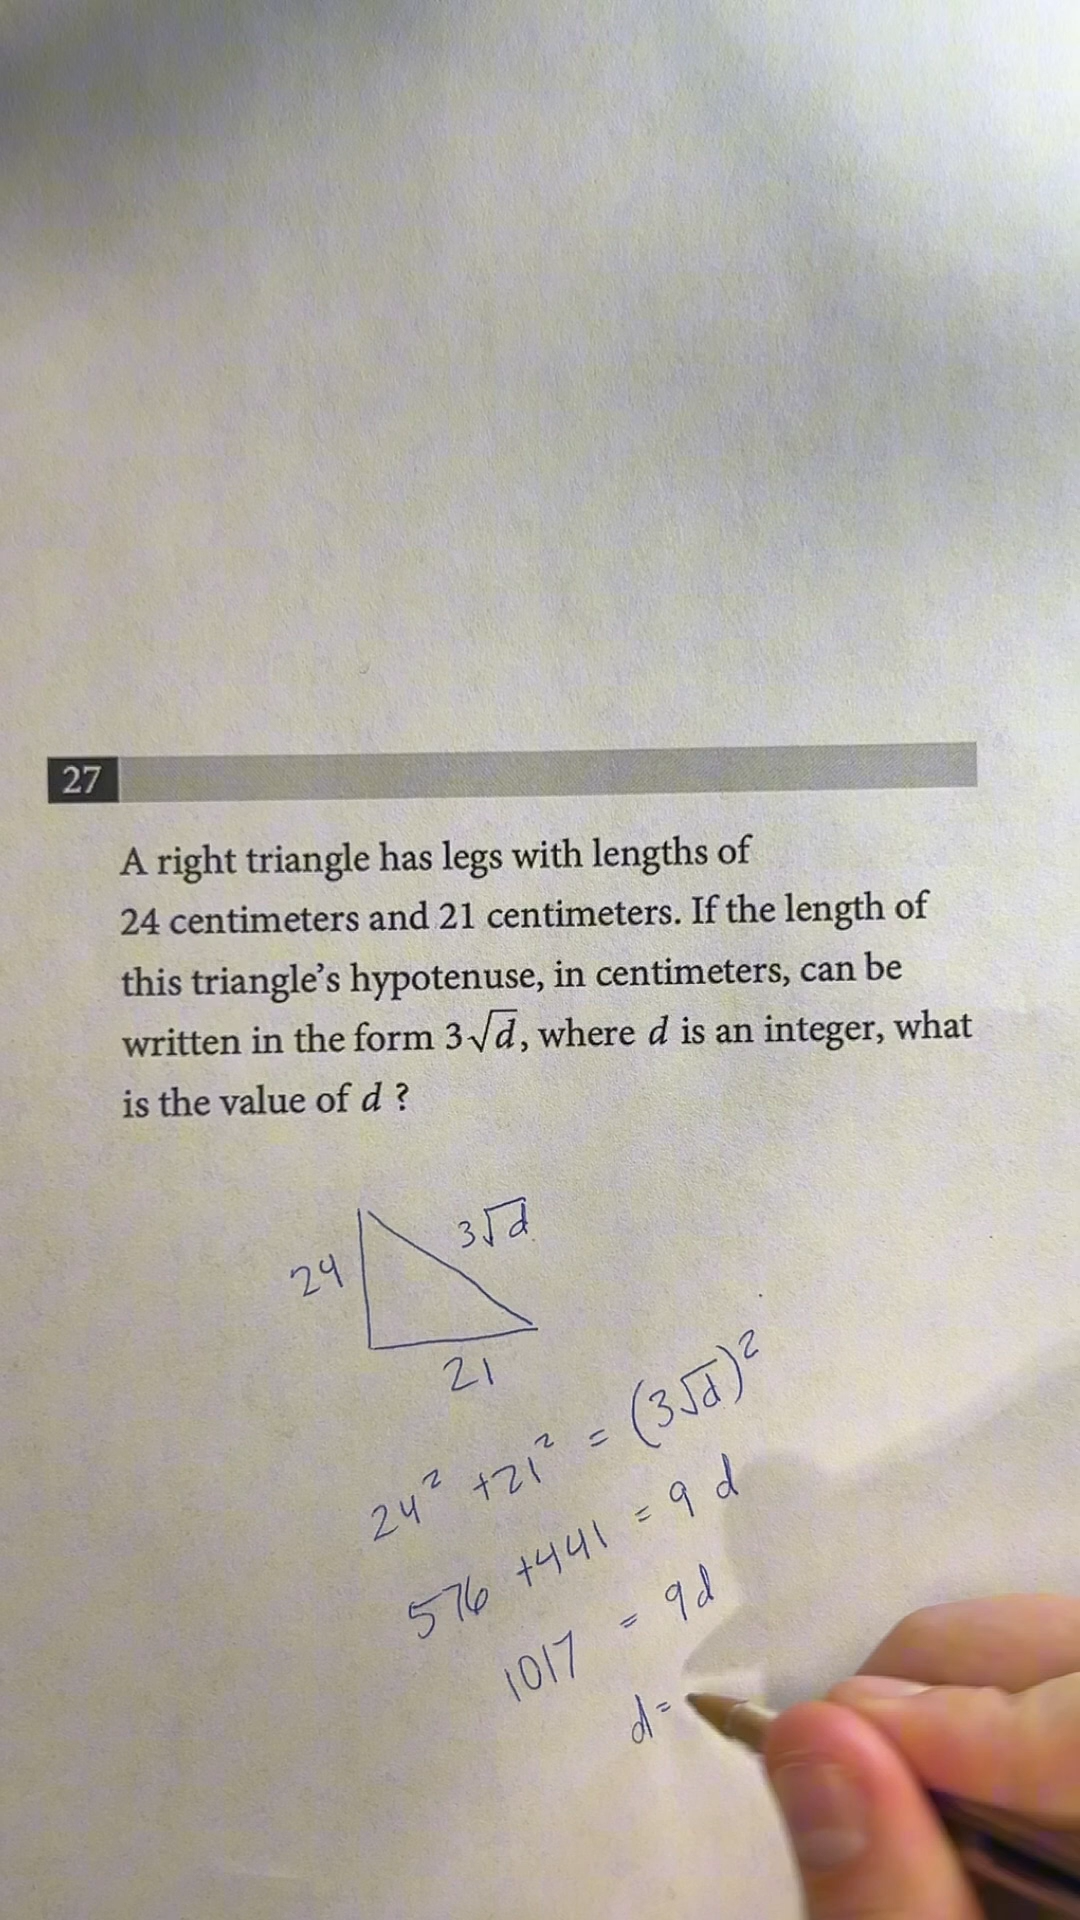 27
A right triangle has legs with lengths of
24 centimeters and 21 centimeters. If the length of
this triangle’s hypotenuse, in centimeters, can be
written in the form 3√d, where d is an integer, what
is the value of d ?
3√d
24
21
24² +21² = (3√d)²
576 +441 = 9 d
1017 = 9d
d=